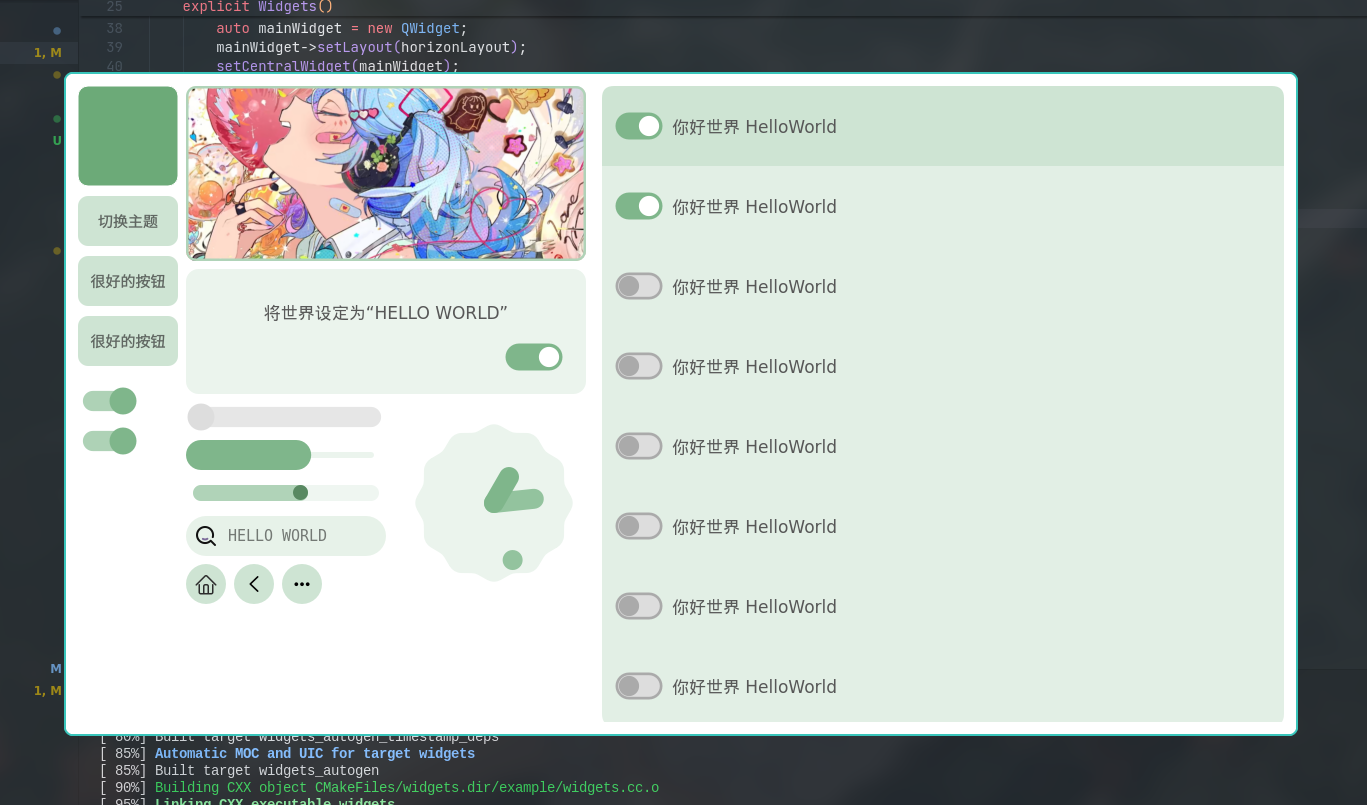 25 explicit Widgets()
38 auto mainWidget = new QWidget;
39 mainWidget->setLayout(horizonLayout);
40 setCentralWidget(mainWidget);
1, M
U
M
1, M
切换主题
很好的按钮
很好的按钮
将世界设定为“HELLO WORLD”
HELLO WORLD
你好世界 HelloWorld
你好世界 HelloWorld
你好世界 HelloWorld
你好世界 HelloWorld
你好世界 HelloWorld
你好世界 HelloWorld
你好世界 HelloWorld
你好世界 HelloWorld
[ 80%] Built target widgets_autogen_timestamp_deps
[ 85%] Automatic MOC and UIC for target widgets
[ 85%] Built target widgets_autogen
[ 90%] Building CXX object CMakeFiles/widgets.dir/example/widgets.cc.o
[ 95%] Linking CXX executable widgets